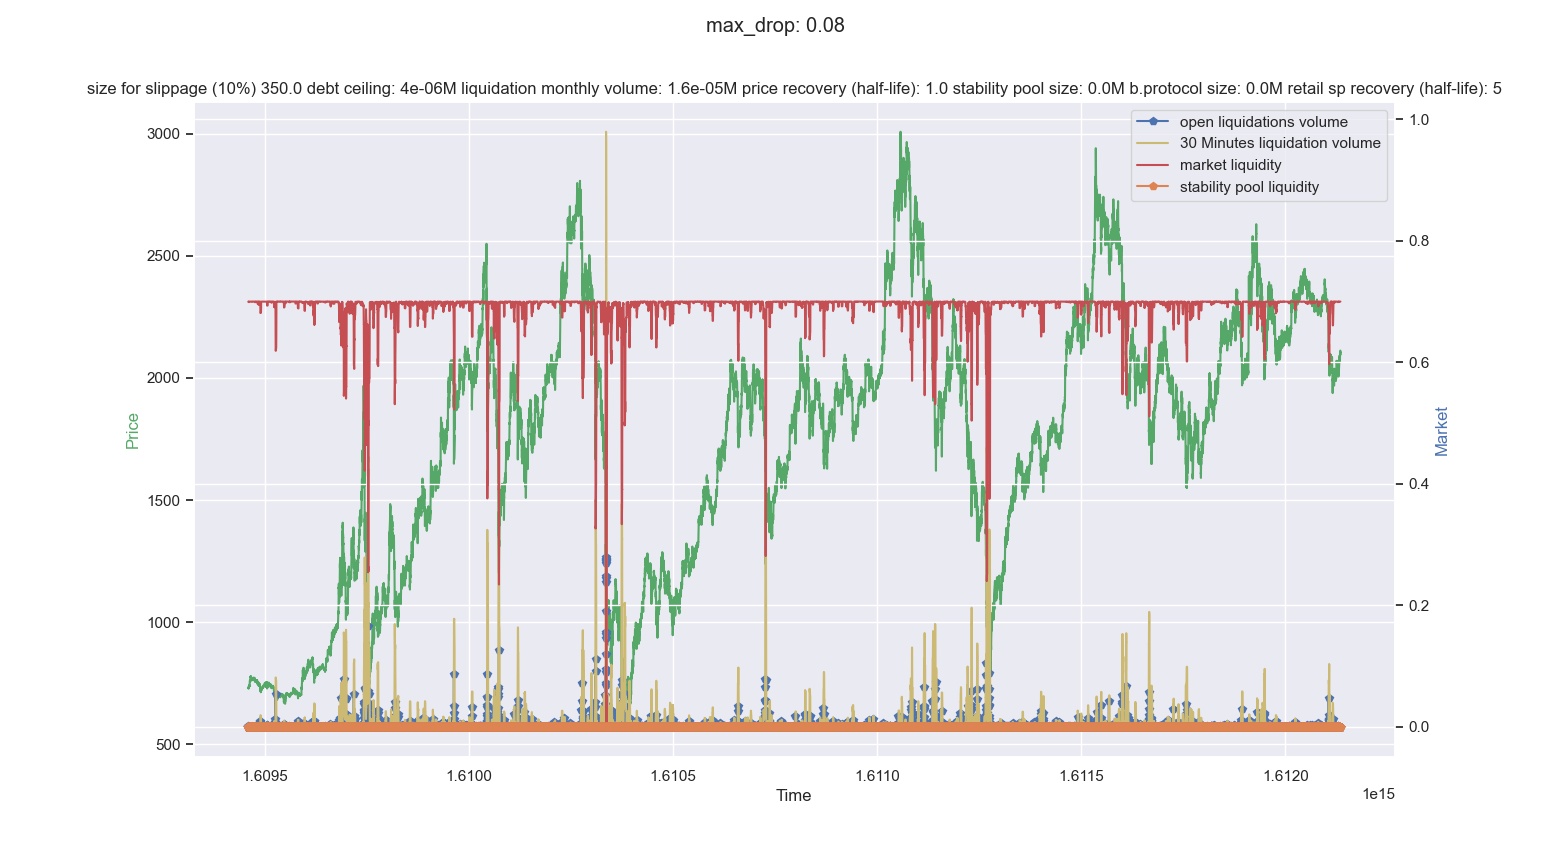 max_drop: 0.08
size for slippage (10%) 350.0 debt ceiling: 4e-06M liquidation monthly volume: 1.6e-05M price recovery (half-life): 1.0 stability pool size: 0.0M b.protocol size: 0.0M retail sp recovery (half-life): 5
open liquidations volume
30 Minutes liquidation volume
market liquidity
stability pool liquidity
3000
2500
2000
1500
1000
500
Price
1.0
0.8
0.6
0.4
0.2
0.0
Market
1.6095 1.6100 1.6105 1.6110 1.6115 1.6120
Time
1e15